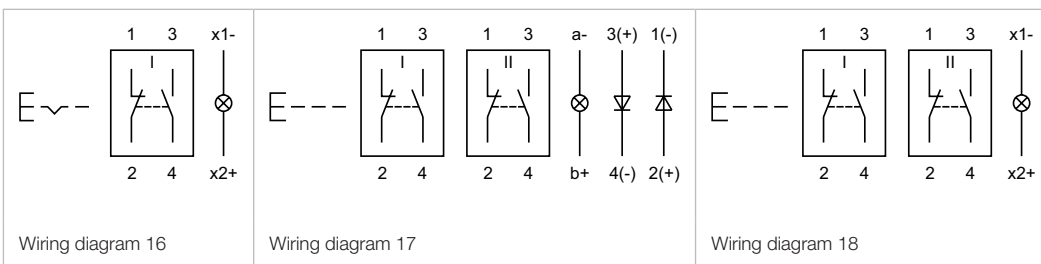 1 3 x1-
I
2 4 x2+
Wiring diagram 16
1 3 1 3 a- 3(+) 1(-)
I II
2 4 2 4 b+ 4(-) 2(+)
Wiring diagram 17
1 3 1 3 x1-
I II
2 4 2 4 x2+
Wiring diagram 18